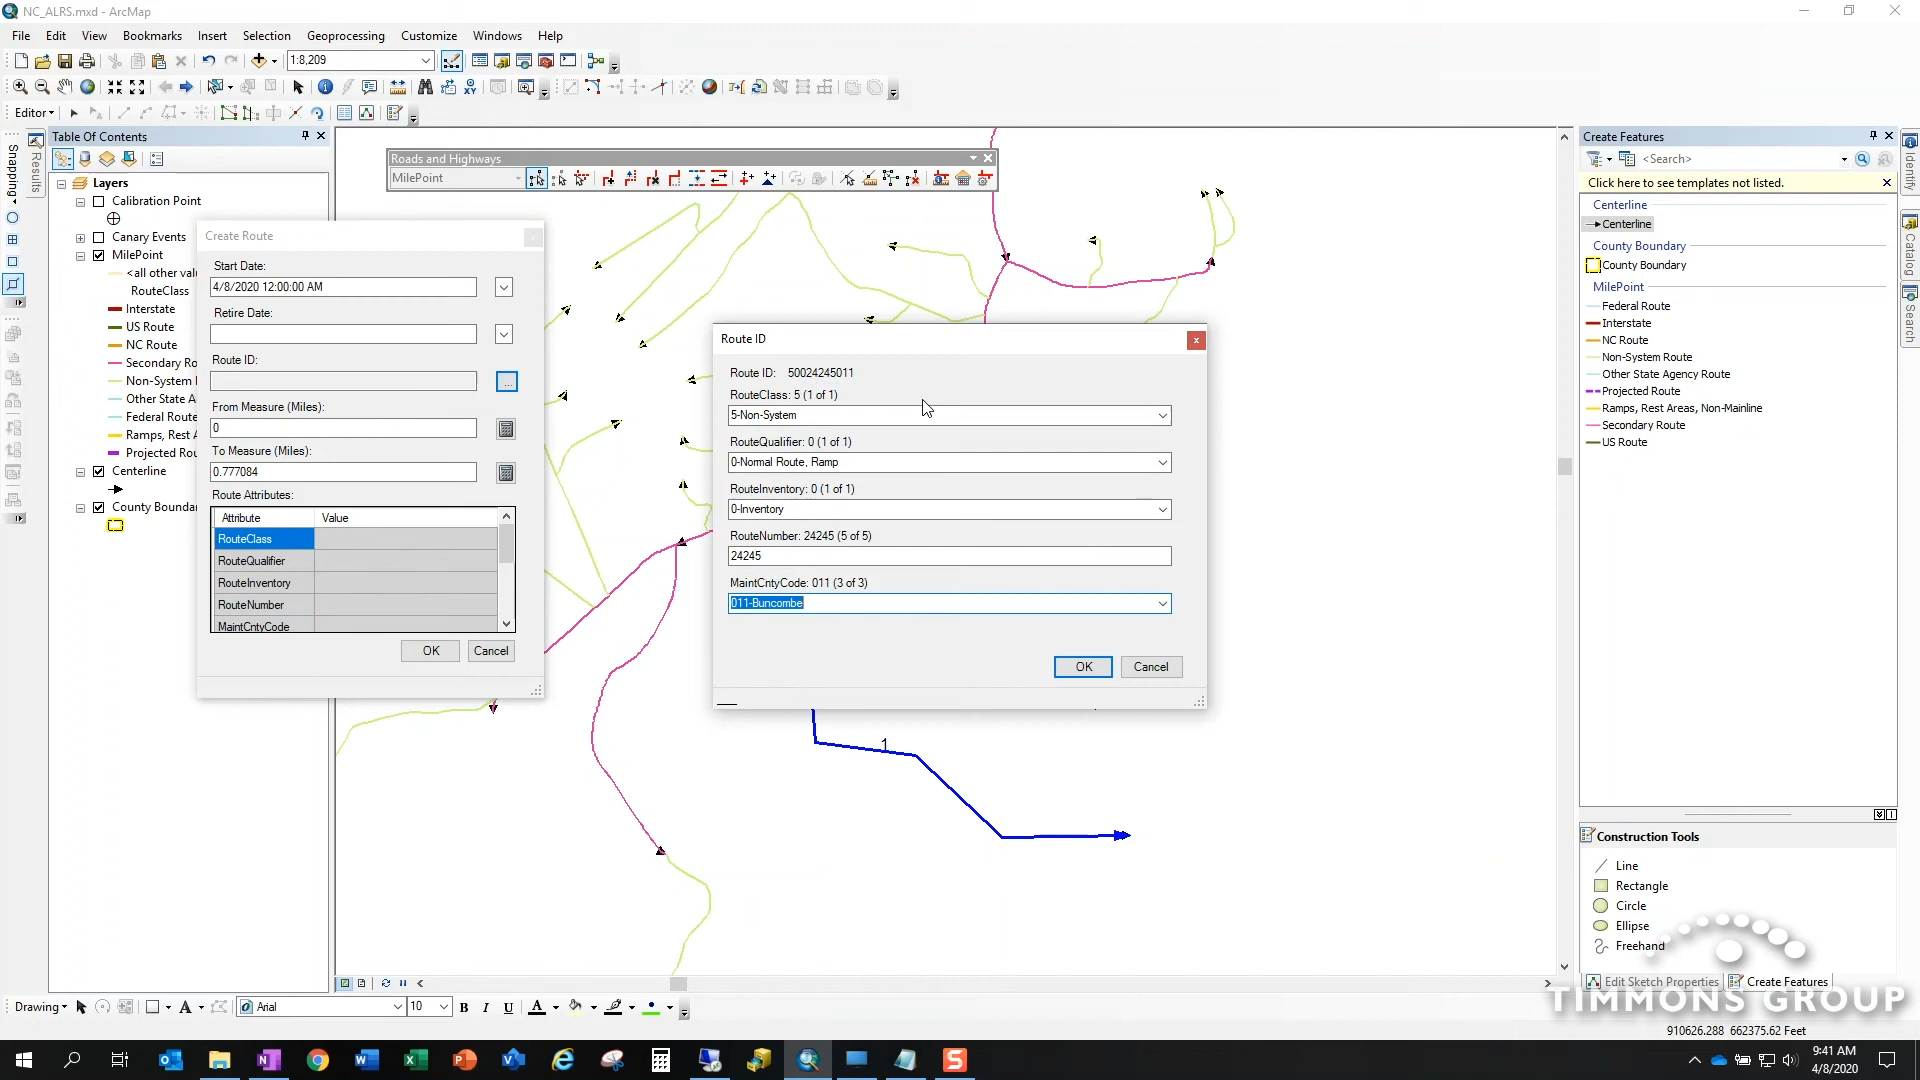 NC_ALRS.mxd - ArcMap
File Edit View Bookmarks Insert Selection Geoprocessing Customize Windows Help
1:8,209
Editor
Table Of Contents
Snapping
Results
Layers
Calibration Point
Canary Events
MilePoint
<all other valu
RouteClass
Interstate
US Route
NC Route
Secondary Ro
Non-System
Other State Ag
Federal Route
Ramps, Rest A
Projected Rou
Centerline
County Boundar
Roads and Highways
MilePoint
Create Route
Start Date:
4/8/2020 12:00:00 AM
Retire Date:
Route ID:
...
From Measure (Miles):
0
To Measure (Miles):
0.777084
Route Attributes:
Attribute Value
RouteClass
RouteQualifier
RouteInventory
RouteNumber
MaintCntyCode
OK Cancel
Route ID
Route ID: 50024245011
RouteClass: 5 (1 of 1)
5-Non-System
RouteQualifier: 0 (1 of 1)
0-Normal Route, Ramp
RouteInventory: 0 (1 of 1)
0-Inventory
RouteNumber: 24245 (5 of 5)
24245
MaintCntyCode: 011 (3 of 3)
011-Buncombe
OK Cancel
1
Create Features
<Search>
Click here to see templates not listed.
Centerline
Centerline
County Boundary
County Boundary
MilePoint
Federal Route
Interstate
NC Route
Non-System Route
Other State Agency Route
Projected Route
Ramps, Rest Areas, Non-Mainline
Secondary Route
US Route
Identify
Catalog
Search
Construction Tools
Line
Rectangle
Circle
Ellipse
Freehand
Edit Sketch Properties Create Features
TIMMONS GROUP
Drawing A Arial 10 B I U A
910626.288 662375.62 Feet
9:41 AM
4/8/2020